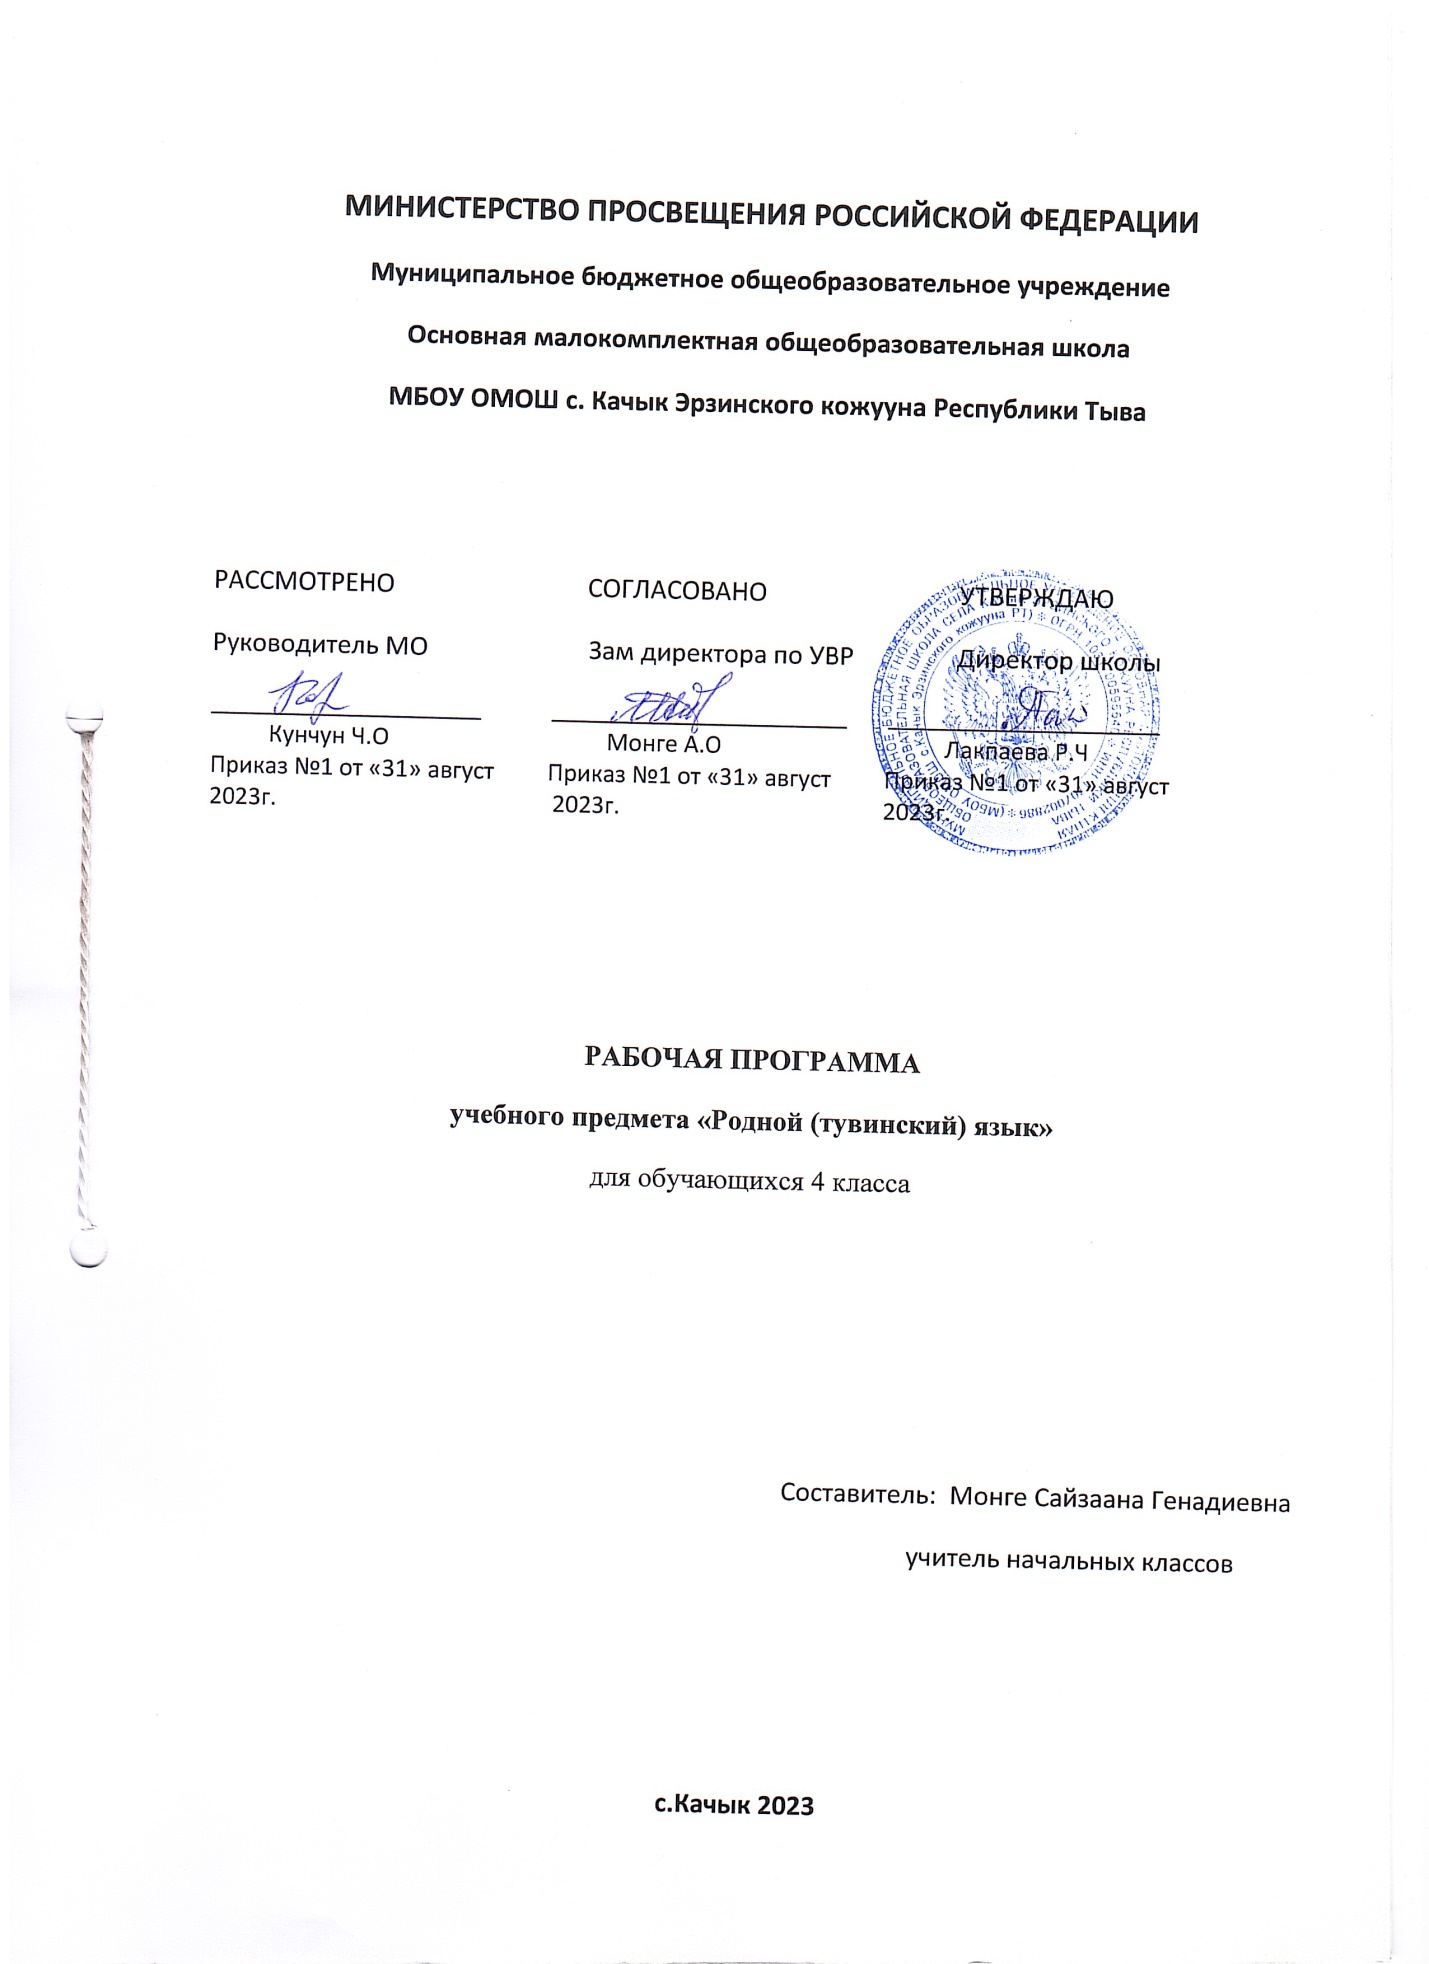 МИНИСТЕРСТВО ПРОСВЕЩЕНИЯ РОССИЙСКОЙ ФЕДЕРАЦИИ
Муниципальное бюджетное общеобразовательное учреждение
Основная малокомплектная общеобразовательная школа
МБОУ ОМОШ с. Качык Эрзинского кожууна Республики Тыва
РАССМОТРЕНО
Руководитель МО
Кунчун Ч.О
Приказ №1 от «31» август
2023г.
СОГЛАСОВАНО
Зам директора по УВР
Монге А.О
Приказ №1 от «31» август
2023г.
УТВЕРЖДАЮ
Директор школы
Лакпаева Р.Ч
Приказ №1 от «31» август
2023г.
РАБОЧАЯ ПРОГРАММА
учебного предмета «Родной (тувинский) язык»
для обучающихся 4 класса
Составитель: Монге Сайзаана Генадиевна
учитель начальных классов
с.Качык 2023